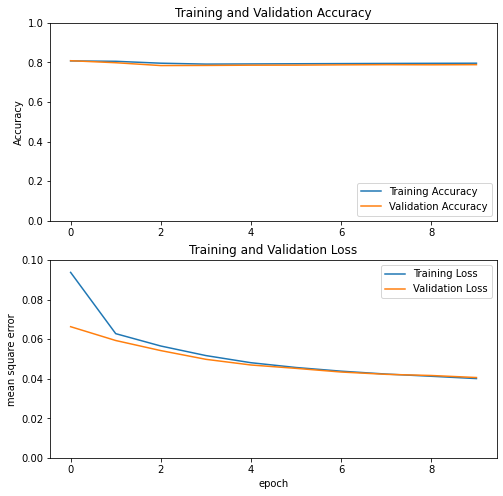 Training and Validation Accuracy
1.0
0.8
0.6
0.4
0.2
0.0
Accuracy
Training Accuracy
Validation Accuracy
0 2 4 6 8
Training and Validation Loss
0.10
0.08
0.06
0.04
0.02
0.00
mean square error
Training Loss
Validation Loss
0 2 4 6 8
epoch